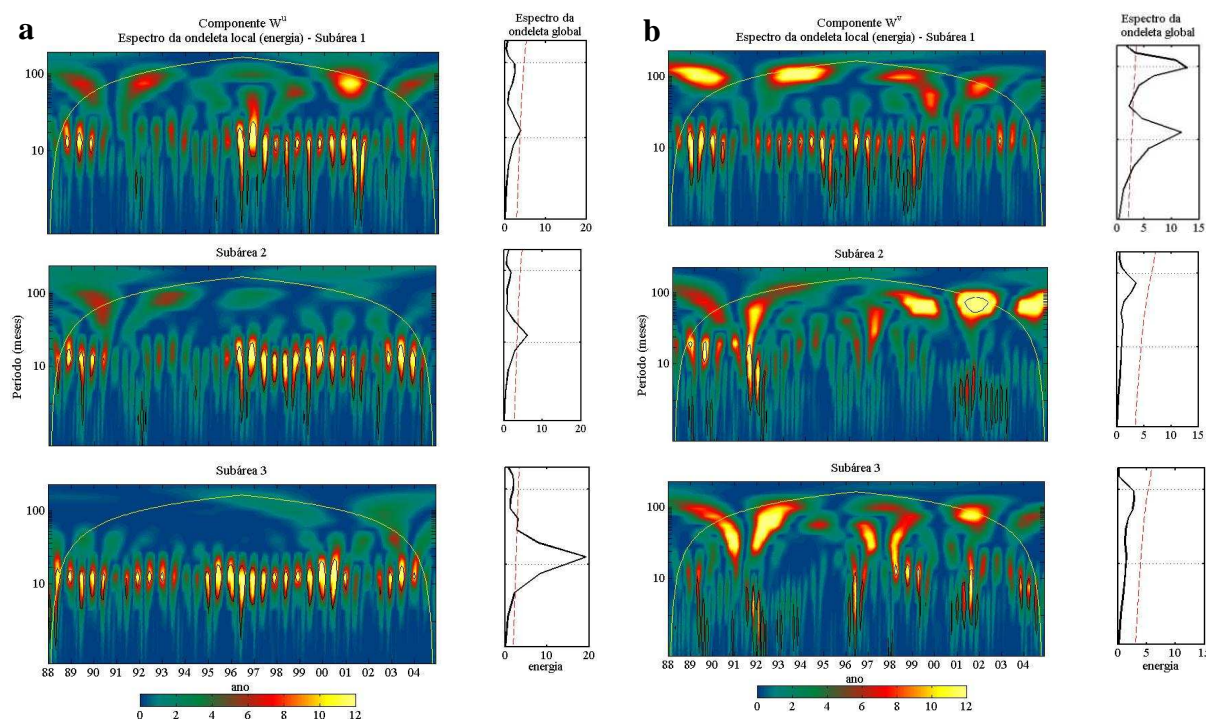 a
Componente Wᵘ
Espectro da ondeleta local (energia) - Subárea 1
Espectro da
ondeleta global
100
10
0 10 20
Subárea 2
Período (meses)
100
10
0 10 20
Subárea 3
100
10
88 89 90 91 92 93 94 95 96 97 98 99 00 01 02 03 04
ano
0 10 20
energia
0 2 4 6 8 10 12
b
Componente Wᵛ
Espectro da ondeleta local (energia) - Subárea 1
Espectro da
ondeleta global
100
10
0 5 10 15
Subárea 2
Período (meses)
100
10
0 5 10 15
Subárea 3
100
10
88 89 90 91 92 93 94 95 96 97 98 99 00 01 02 03 04
ano
0 5 10 15
energia
0 2 4 6 8 10 12